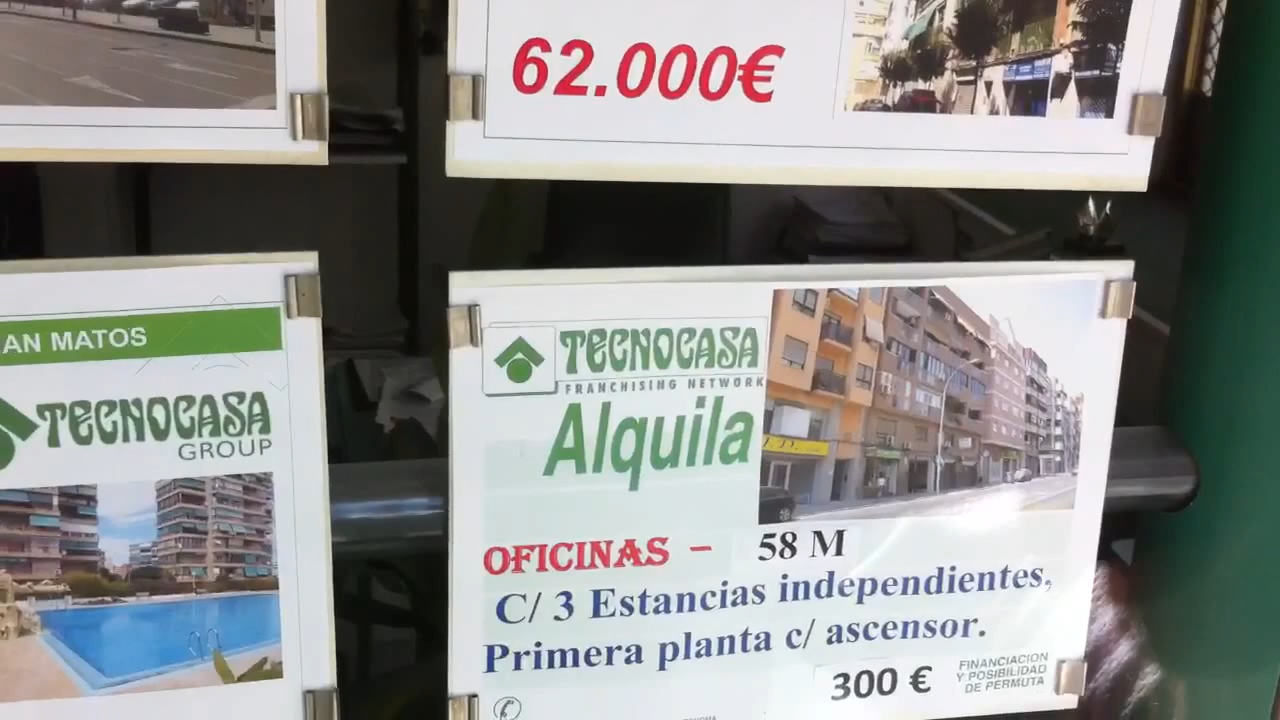 62.000€
AN MATOS
TECNOCASA
GROUP
TECNOCASA
FRANCHISING NETWORK
Alquila
OFICINAS - 58 M
C/ 3 Estancias independientes,
Primera planta c/ ascensor.
300 €
FINANCIACION
Y POSIBILIDAD
DE PERMUTA